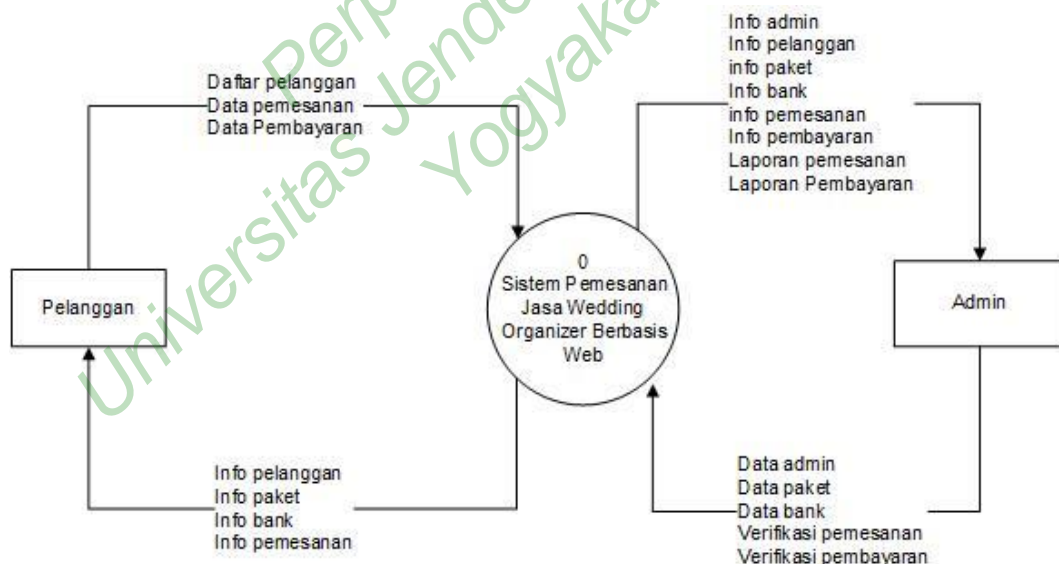 Daftar pelanggan
Data pemesanan
Data Pembayaran
Info admin
Info pelanggan
info paket
Info bank
info pemesanan
Info pembayaran
Laporan pemesanan
Laporan Pembayaran
Pelanggan
0
Sistem Pemesanan
Jasa Wedding
Organizer Berbasis
Web
Admin
Info pelanggan
Info paket
Info bank
Info pemesanan
Data admin
Data paket
Data bank
Verifikasi pemesanan
Verifikasi pembayaran
Universitas
Yogyaka